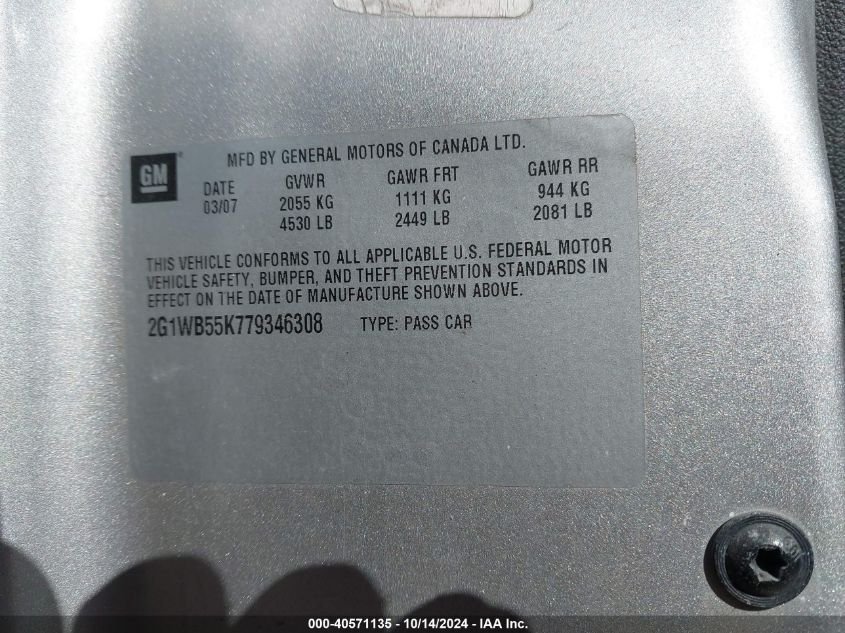 GM
MFD BY GENERAL MOTORS OF CANADA LTD.
DATE GVWR GAWR FRT GAWR RR
03/07 2055 KG 1111 KG 944 KG
4530 LB 2449 LB 2081 LB
THIS VEHICLE CONFORMS TO ALL APPLICABLE U.S. FEDERAL MOTOR
VEHICLE SAFETY, BUMPER, AND THEFT PREVENTION STANDARDS IN
EFFECT ON THE DATE OF MANUFACTURE SHOWN ABOVE.
2G1WB55K779346308 TYPE: PASS CAR
000-40571135 - 10/14/2024 - IAA Inc.